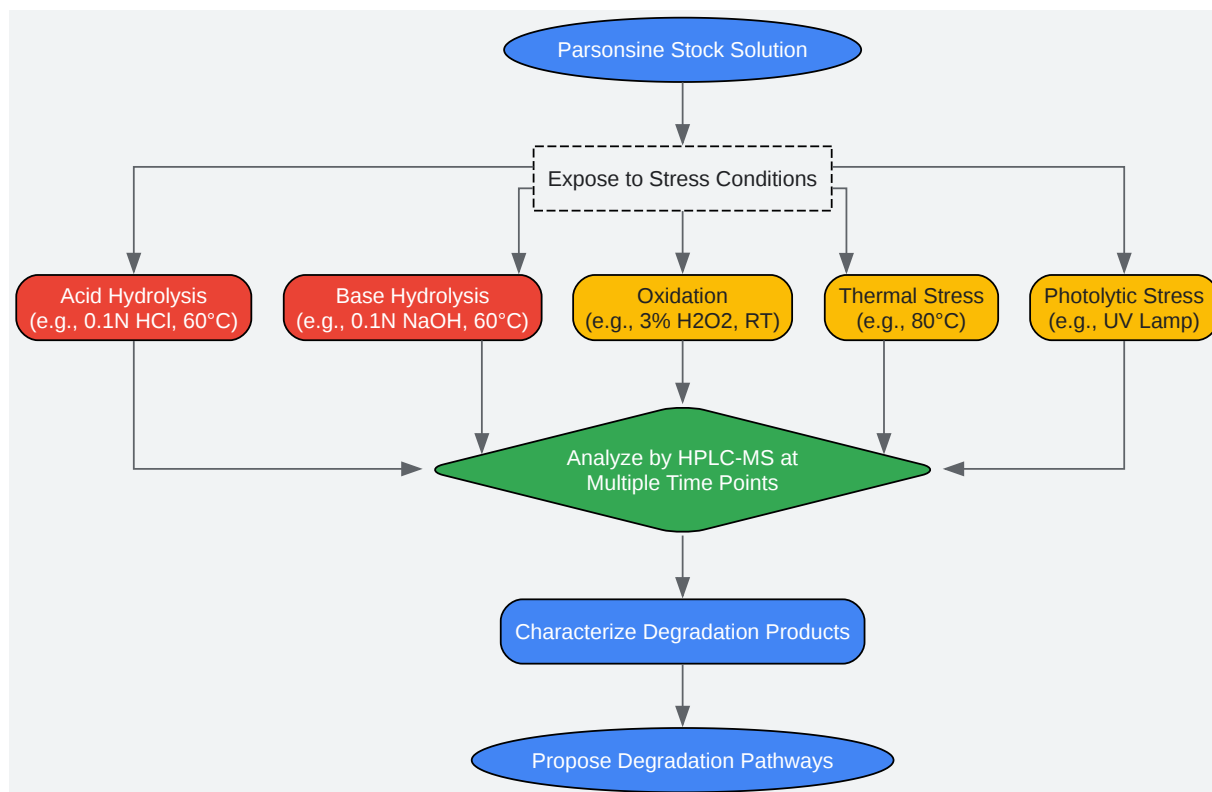 Parsonsine Stock Solution
Expose to Stress Conditions
Acid Hydrolysis
(e.g., 0.1N HCl, 60°C)
Base Hydrolysis
(e.g., 0.1N NaOH, 60°C)
Oxidation
(e.g., 3% H2O2, RT)
Thermal Stress
(e.g., 80°C)
Photolytic Stress
(e.g., UV Lamp)
Analyze by HPLC-MS at
Multiple Time Points
Characterize Degradation Products
Propose Degradation Pathways